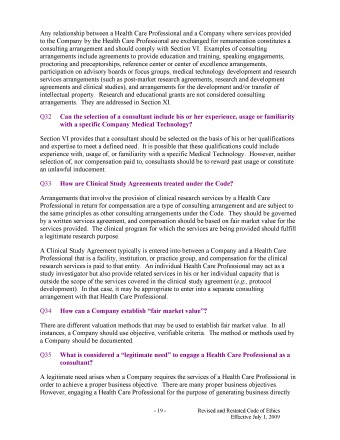 Any relationship between a Health Care Professional and a Company where services provided
to the Company by the Health Care Professional are exchanged for remuneration constitutes a
consulting arrangement and should comply with Section VI.  Examples of consulting
arrangements include agreements to provide education and training, speaking engagements,
proctoring and preceptorships, reference center or center of excellence arrangements,
participation on advisory boards or focus groups, medical technology development and research
services arrangements (such as post-market research agreements, research and development
agreements and clinical studies), and arrangements for the development and/or transfer of
intellectual property.  Research and educational grants are not considered consulting
arrangements.  They are addressed in Section XI.
Q32 Can the selection of a consultant include his or her experience, usage or familiarity
with a specific Company Medical Technology?
Section VI provides that a consultant should be selected on the basis of his or her qualifications
and expertise to meet a defined need.  It is possible that these qualifications could include
experience with, usage of, or familiarity with a specific Medical Technology.  However, neither
selection of, nor compensation paid to, consultants should be to reward past usage or constitute
an unlawful inducement.
Q33 How are Clinical Study Agreements treated under the Code?
Arrangements that involve the provision of clinical research services by a Health Care
Professional in return for compensation are a type of consulting arrangement and are subject to
the same principles as other consulting arrangements under the Code.  They should be governed
by a written services agreement, and compensation should be based on fair market value for the
services provided.  The clinical program for which the services are being provided should fulfill
a legitimate research purpose.
A Clinical Study Agreement typically is entered into between a Company and a Health Care
Professional that is a facility, institution, or practice group, and compensation for the clinical
research services is paid to that entity.  An individual Health Care Professional may act as a
study investigator but also provide related services in his or her individual capacity that is
outside the scope of the services covered in the clinical study agreement (e.g., protocol
development).  In that case, it may be appropriate to enter into a separate consulting
arrangement with that Health Care Professional.
Q34 How can a Company establish “fair market value”?
There are different valuation methods that may be used to establish fair market value.  In all
instances, a Company should use objective, verifiable criteria.  The method or methods used by
a Company should be documented.
Q35 What is considered a “legitimate need” to engage a Health Care Professional as a
consultant?
A legitimate need arises when a Company requires the services of a Health Care Professional in
order to achieve a proper business objective.  There are many proper business objectives.
However, engaging a Health Care Professional for the purpose of generating business directly
- 19 - Revised and Restated Code of Ethics
Effective July 1, 2009